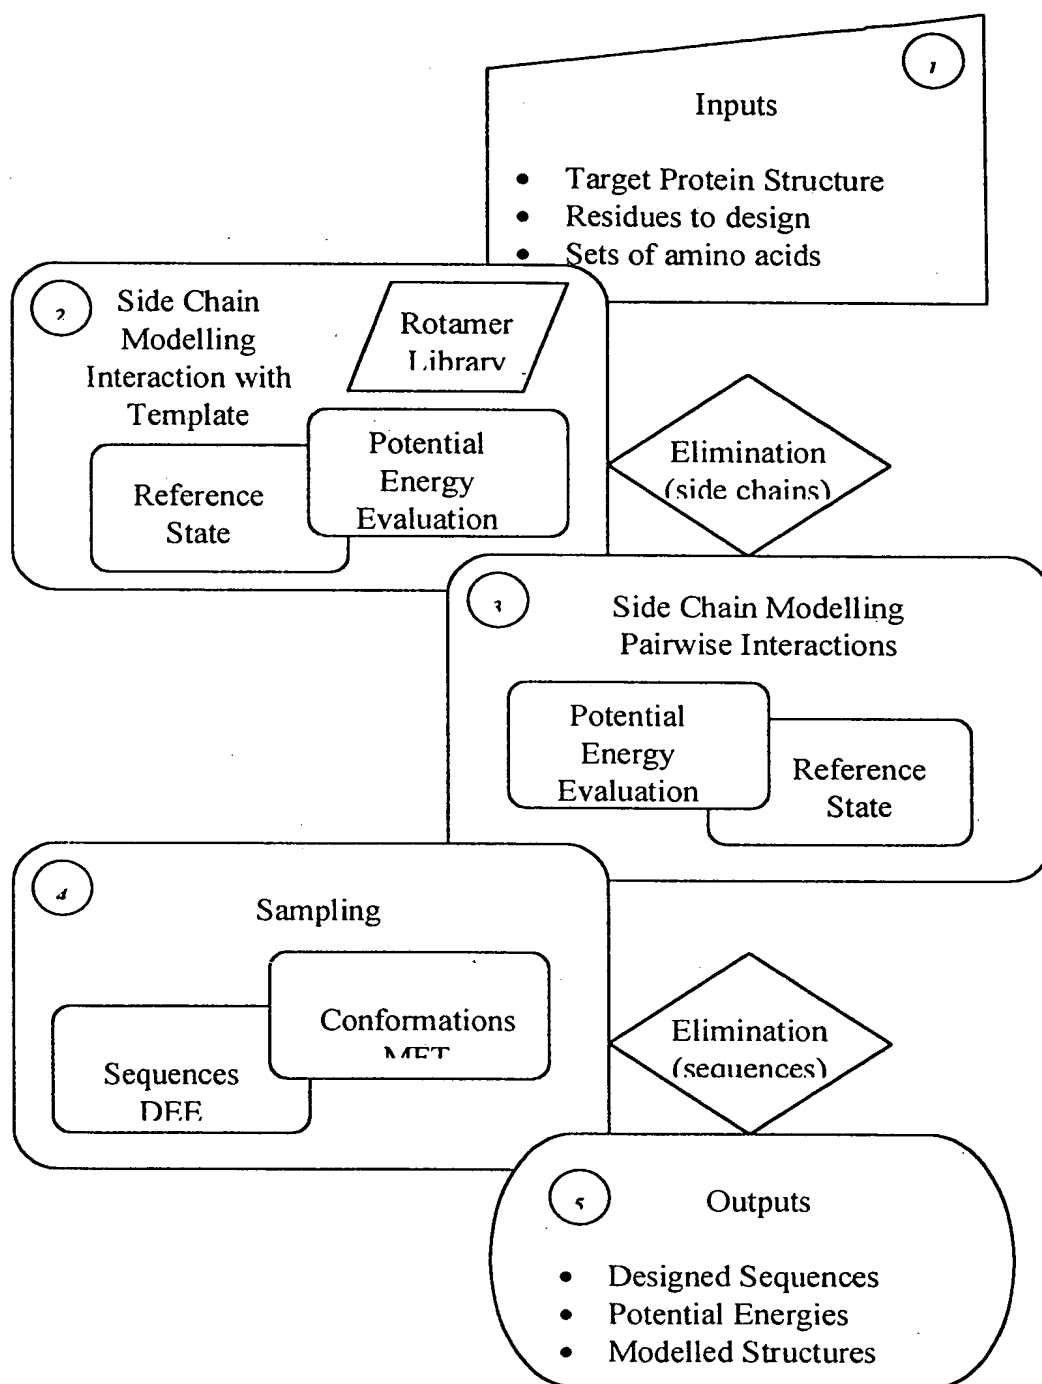 1
Inputs
• Target Protein Structure
• Residues to design
• Sets of amino acids
2
Side Chain
Modelling
Interaction with
Template
Rotamer
Library
Potential
Energy
Evaluation
Reference
State
Elimination
(side chains)
3
Side Chain Modelling
Pairwise Interactions
Potential
Energy
Evaluation
Reference
State
4
Sampling
Conformations
MFT
Sequences
DEE
Elimination
(sequences)
5
Outputs
• Designed Sequences
• Potential Energies
• Modelled Structures